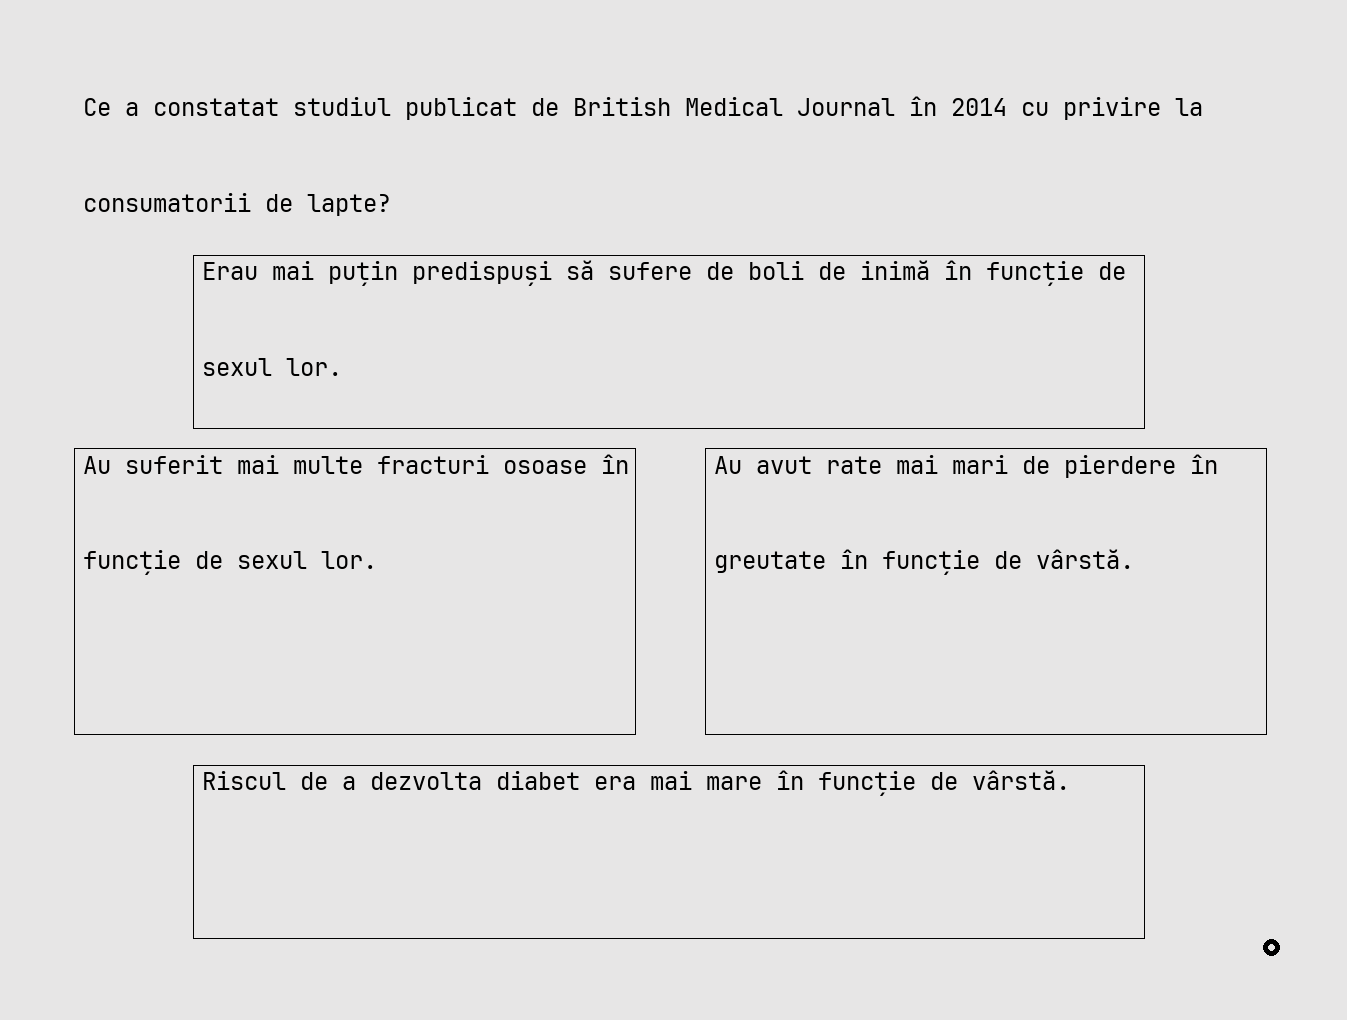 Ce a constatat studiul publicat de British Medical Journal în 2014 cu privire la
consumatorii de lapte?
Erau mai puțin predispuși să sufere de boli de inimă în funcție de
sexul lor.
Au suferit mai multe fracturi osoase în
funcție de sexul lor.
Au avut rate mai mari de pierdere în
greutate în funcție de vârstă.
Riscul de a dezvolta diabet era mai mare în funcție de vârstă.